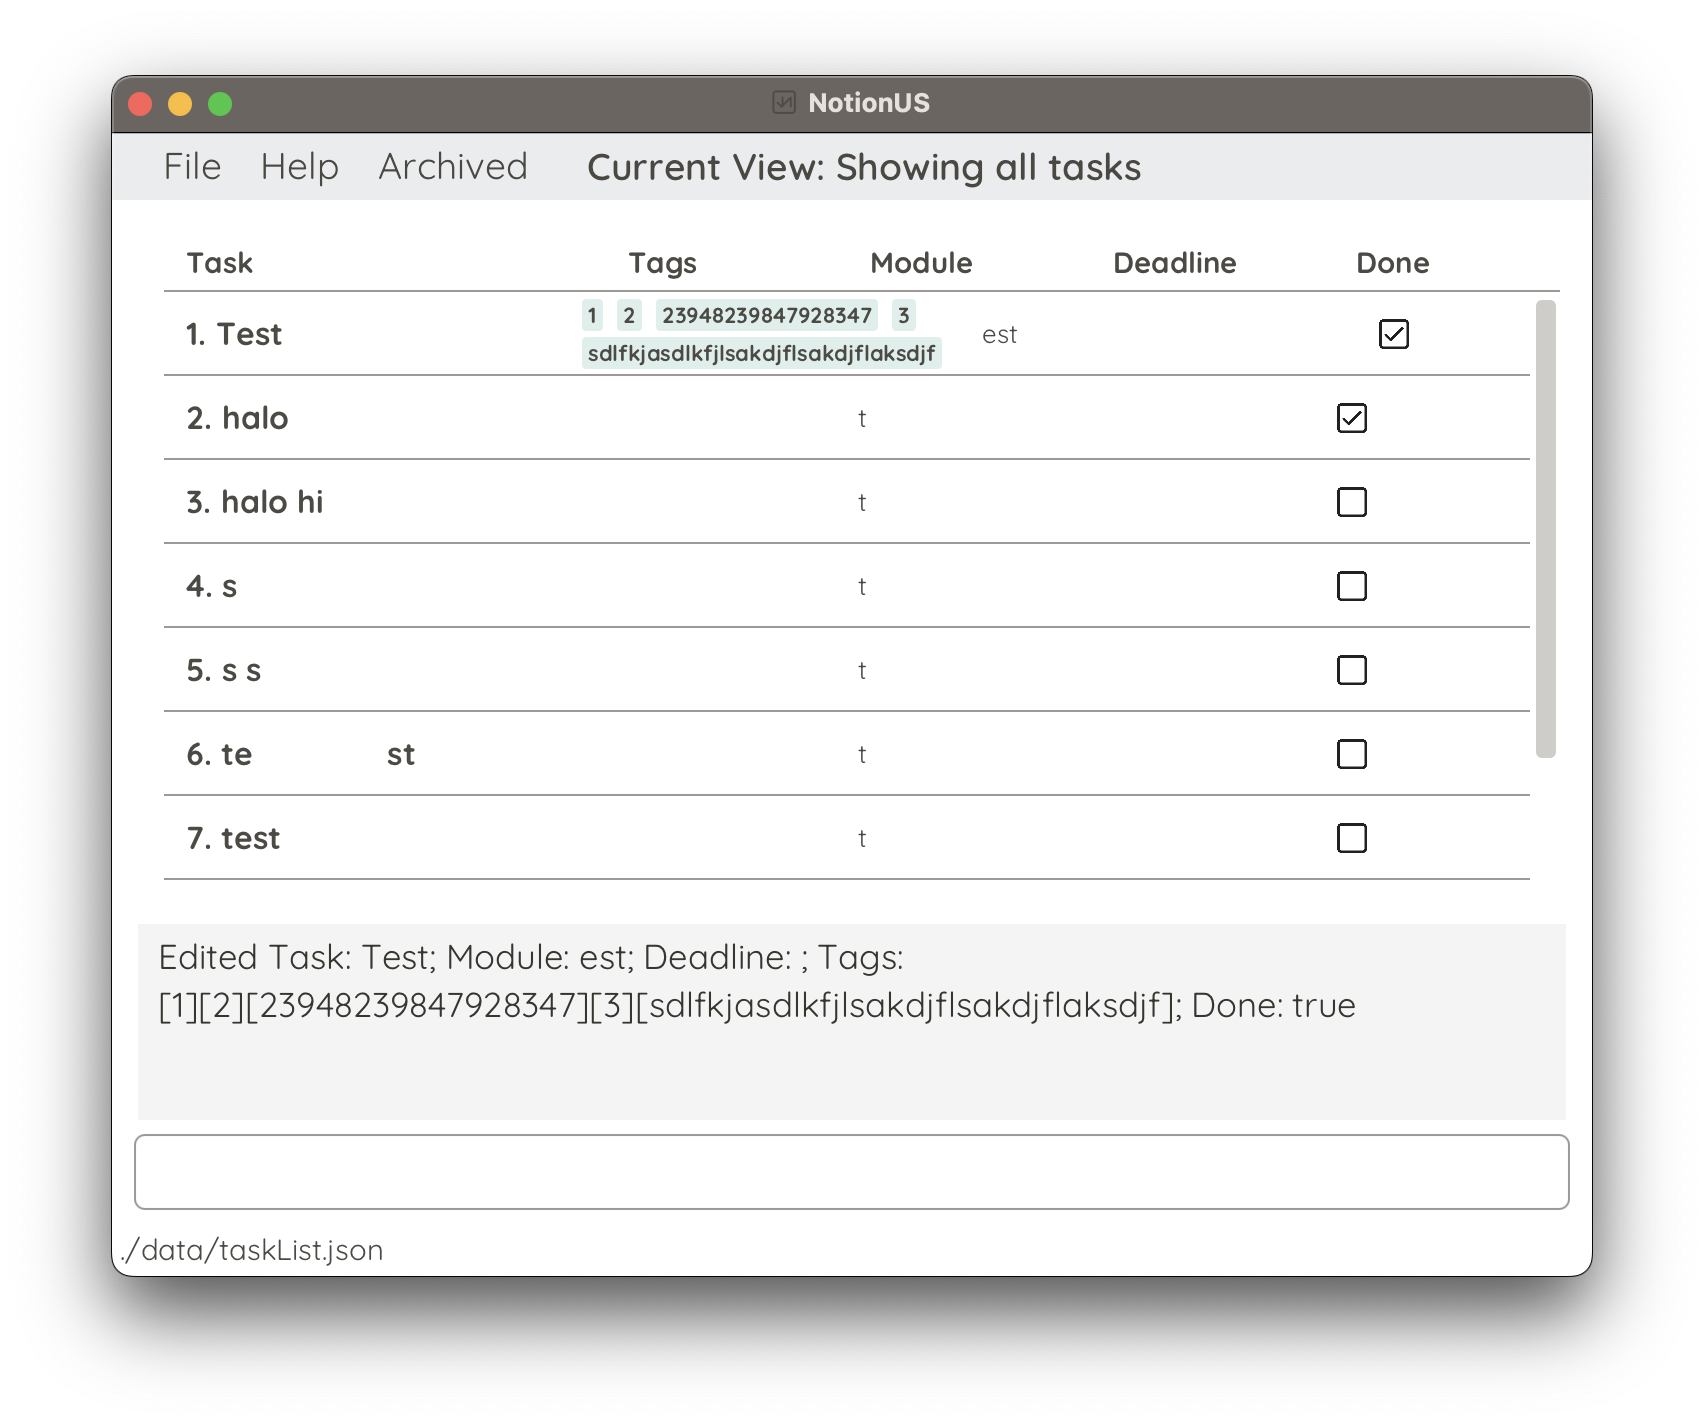 NotionUS
File Help Archived Current View: Showing all tasks
Task Tags Module Deadline Done
1. Test 1 2 23948239847928347 3 est
sdlfkjasdlkfjlsakdjflsakdjflaksdjf
2. halo t
3. halo hi t
4. s t
5. s s t
6. te st t
7. test t
Edited Task: Test; Module: est; Deadline: ; Tags:
[1][2][23948239847928347][3][sdlfkjasdlkfjlsakdjflsakdjflaksdjf]; Done: true
./data/taskList.json